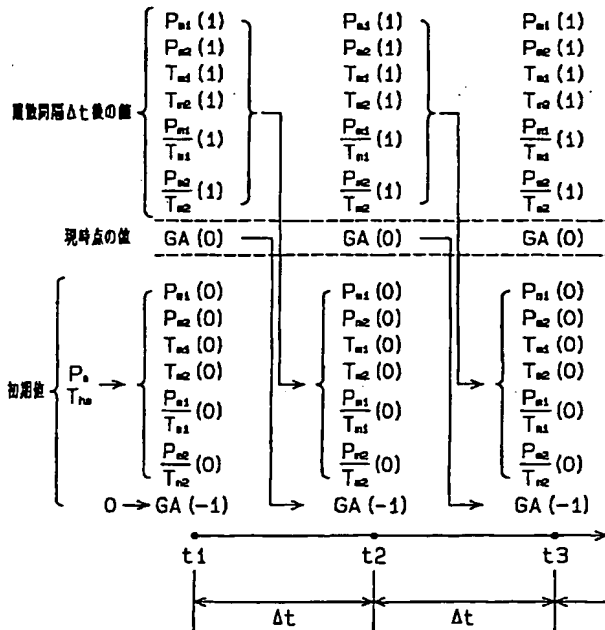 Pm1(1) Pm1(1) Pm1(1)
Pm2(1) Pm2(1) Pm2(1)
Tm1(1) Tm1(1) Tm1(1)
Tm2(1) Tm2(1) Tm2(1)
離散間隔Δt後の値
Pm1/Tm1(1) Pm1/Tm1(1) Pm1/Tm1(1)
Pm2/Tm2(1) Pm2/Tm2(1) Pm2/Tm2(1)
現時点の値 GA(0) GA(0) GA(0)
Pm1(0) Pm1(0) Pm1(0)
Pm2(0) Pm2(0) Pm2(0)
Tm1(0) Tm1(0) Tm1(0)
Tm2(0) Tm2(0) Tm2(0)
初期値 Pa
Tha
Pm1/Tm1(0) Pm1/Tm1(0) Pm1/Tm1(0)
Pm2/Tm2(0) Pm2/Tm2(0) Pm2/Tm2(0)
0→GA(-1) GA(-1) GA(-1)
t1 t2 t3
Δt Δt